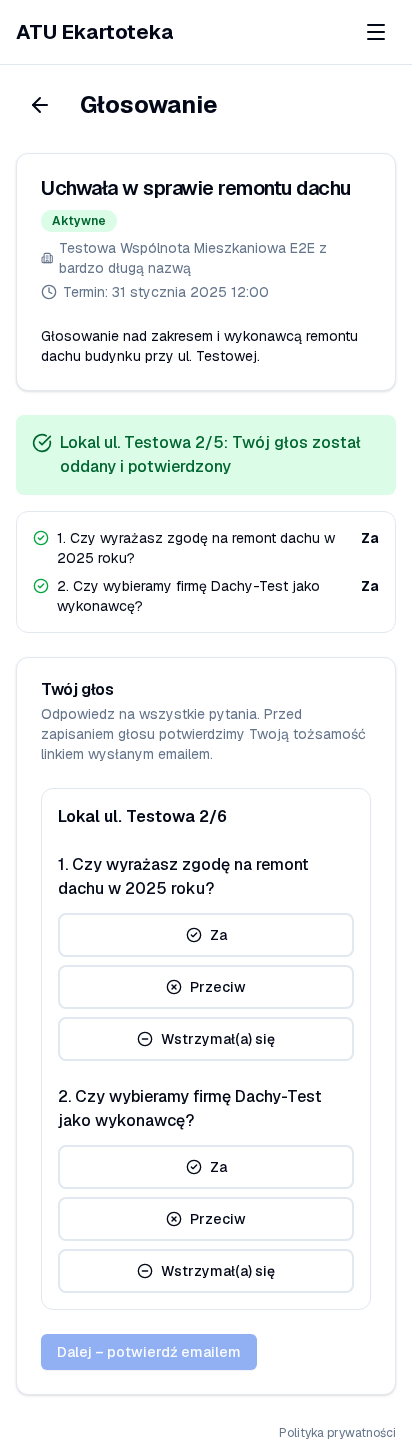 ATU Ekartoteka
Głosowanie
Uchwała w sprawie remontu dachu
Aktywne
Testowa Wspólnota Mieszkaniowa E2E z
bardzo długą nazwą
Termin: 31 stycznia 2025 12:00
Głosowanie nad zakresem i wykonawcą remontu
dachu budynku przy ul. Testowej.
Lokal ul. Testowa 2/5: Twój głos został
oddany i potwierdzony
1. Czy wyrażasz zgodę na remont dachu w Za
2025 roku?
2. Czy wybieramy firmę Dachy-Test jako Za
wykonawcę?
Twój głos
Odpowiedz na wszystkie pytania. Przed
zapisaniem głosu potwierdzimy Twoją tożsamość
linkiem wysłanym emailem.
Lokal ul. Testowa 2/6
1. Czy wyrażasz zgodę na remont
dachu w 2025 roku?
Za
Przeciw
Wstrzymał(a) się
2. Czy wybieramy firmę Dachy-Test
jako wykonawcę?
Za
Przeciw
Wstrzymał(a) się
Dalej – potwierdź emailem
Polityka prywatności